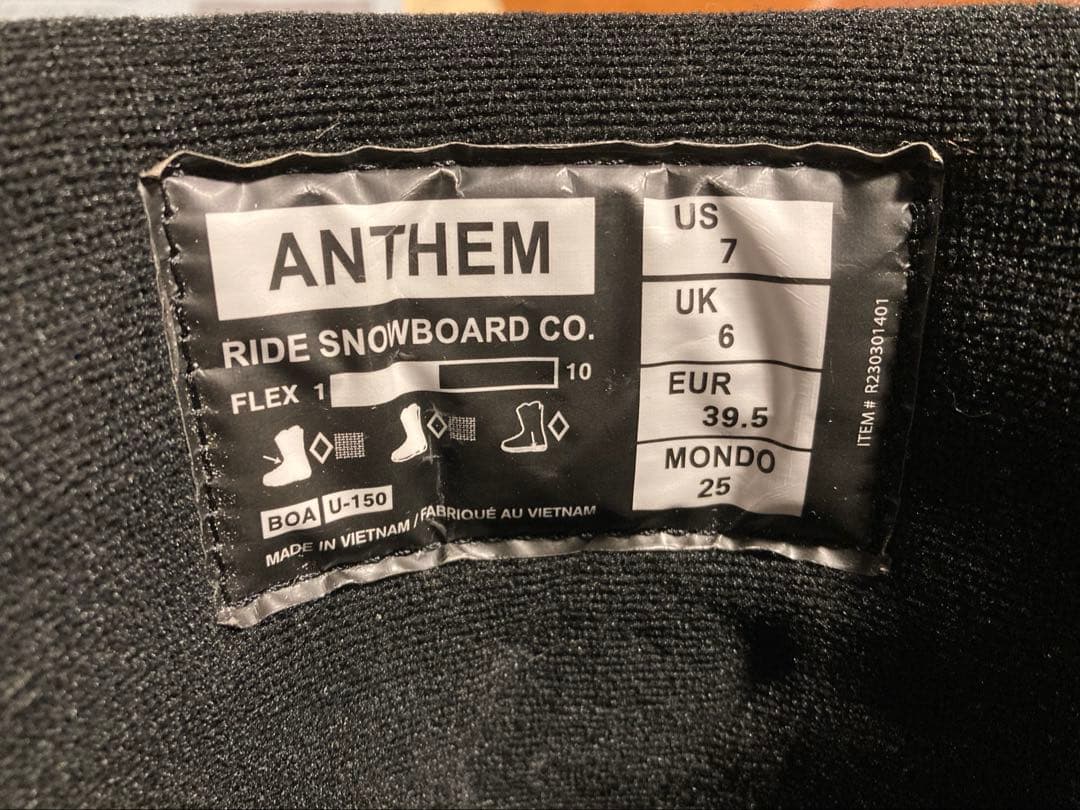 ANTHEM
RIDE SNOWBOARD CO.
FLEX 1 10
BOA U-150
MADE IN VIETNAM / FABRIQUÉ AU VIETNAM
US
7
UK
6
EUR
39.5
MONDO
25
ITEM# R230301401